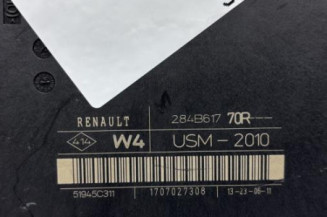 RENAULT 284B617 70R---
W4 USM-2010
51945C311 1707027308 13-23-06-11